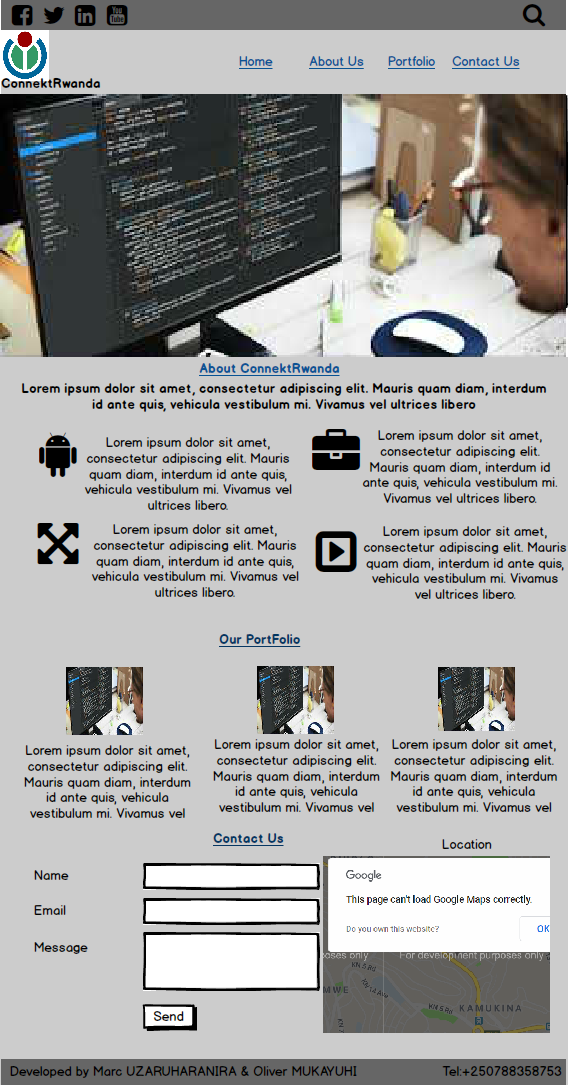 You
Tube
ConnektRwanda
Home About Us Portfolio Contact Us
About ConnektRwanda
Lorem ipsum dolor sit amet, consectetur adipiscing elit. Mauris quam diam, interdum
id ante quis, vehicula vestibulum mi. Vivamus vel ultrices libero
Lorem ipsum dolor sit amet,
consectetur adipiscing elit. Mauris
quam diam, interdum id ante quis,
vehicula vestibulum mi. Vivamus vel
ultrices libero.
Lorem ipsum dolor sit amet,
consectetur adipiscing elit.
Mauris quam diam, interdum id
ante quis, vehicula vestibulum
mi. Vivamus vel ultrices libero.
Lorem ipsum dolor sit amet,
consectetur adipiscing elit. Mauris
quam diam, interdum id ante quis,
vehicula vestibulum mi. Vivamus vel
ultrices libero.
Lorem ipsum dolor sit amet,
consectetur adipiscing elit. Mauris
quam diam, interdum id ante quis,
vehicula vestibulum mi. Vivamus
vel ultrices libero.
Our PortFolio
Lorem ipsum dolor sit amet,
consectetur adipiscing elit.
Mauris quam diam, interdum
id ante quis, vehicula
vestibulum mi. Vivamus vel
Lorem ipsum dolor sit amet,
consectetur adipiscing elit.
Mauris quam diam, interdum
id ante quis, vehicula
vestibulum mi. Vivamus vel
Lorem ipsum dolor sit amet,
consectetur adipiscing elit.
Mauris quam diam, interdum
id ante quis, vehicula
vestibulum mi. Vivamus vel
Contact Us
Name
Email
Message
Send
Location
Google
This page can't load Google Maps correctly.
Do you own this website? OK
poses only For development purposes only
KN 5 Rd
MWE
KN 5 Rd
KAMUKINA
Developed by Marc UZARUHARANIRA & Oliver MUKAYUHI Tel:+250788358753